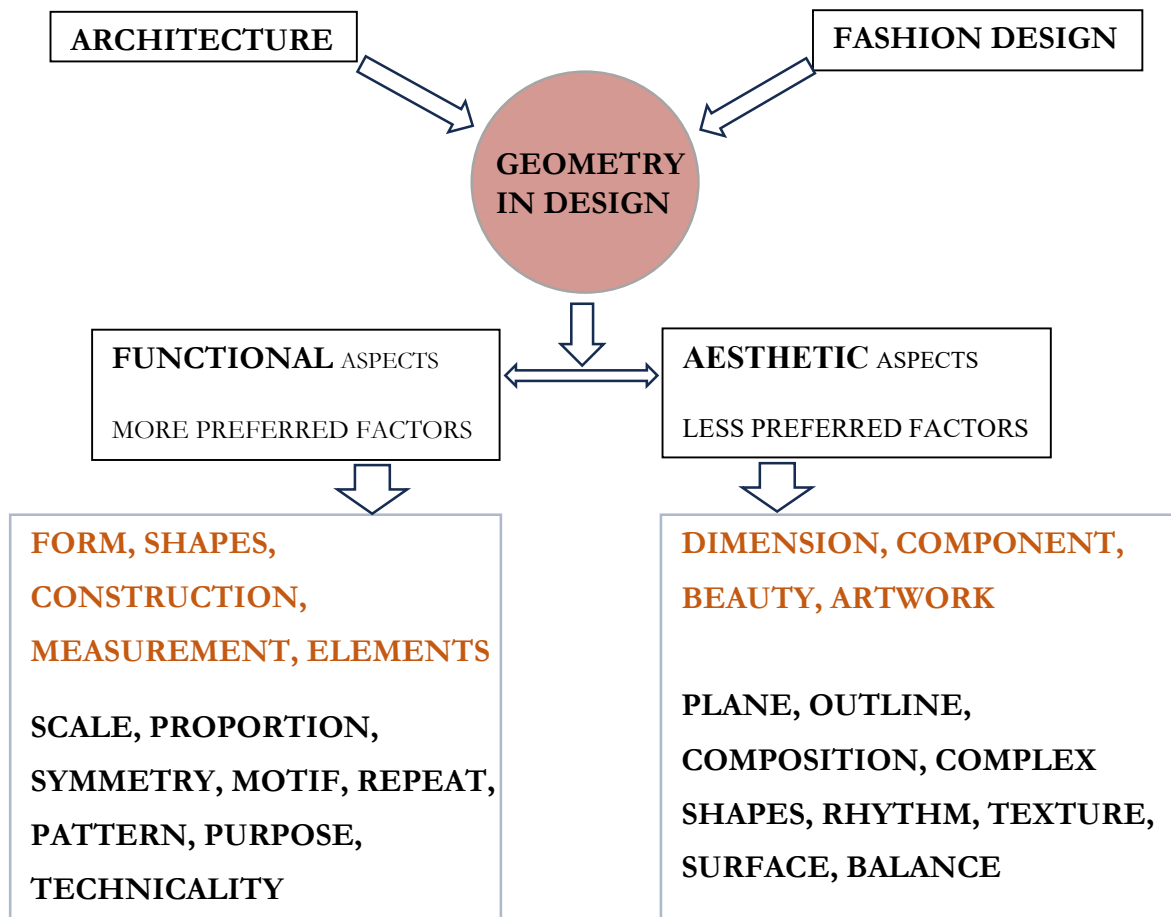 ARCHITECTURE
FASHION DESIGN
GEOMETRY
IN DESIGN
FUNCTIONAL ASPECTS
MORE PREFERRED FACTORS
AESTHETIC ASPECTS
LESS PREFERRED FACTORS
FORM, SHAPES,
CONSTRUCTION,
MEASUREMENT, ELEMENTS
SCALE, PROPORTION,
SYMMETRY, MOTIF, REPEAT,
PATTERN, PURPOSE,
TECHNICALITY
DIMENSION, COMPONENT,
BEAUTY, ARTWORK
PLANE, OUTLINE,
COMPOSITION, COMPLEX
SHAPES, RHYTHM, TEXTURE,
SURFACE, BALANCE